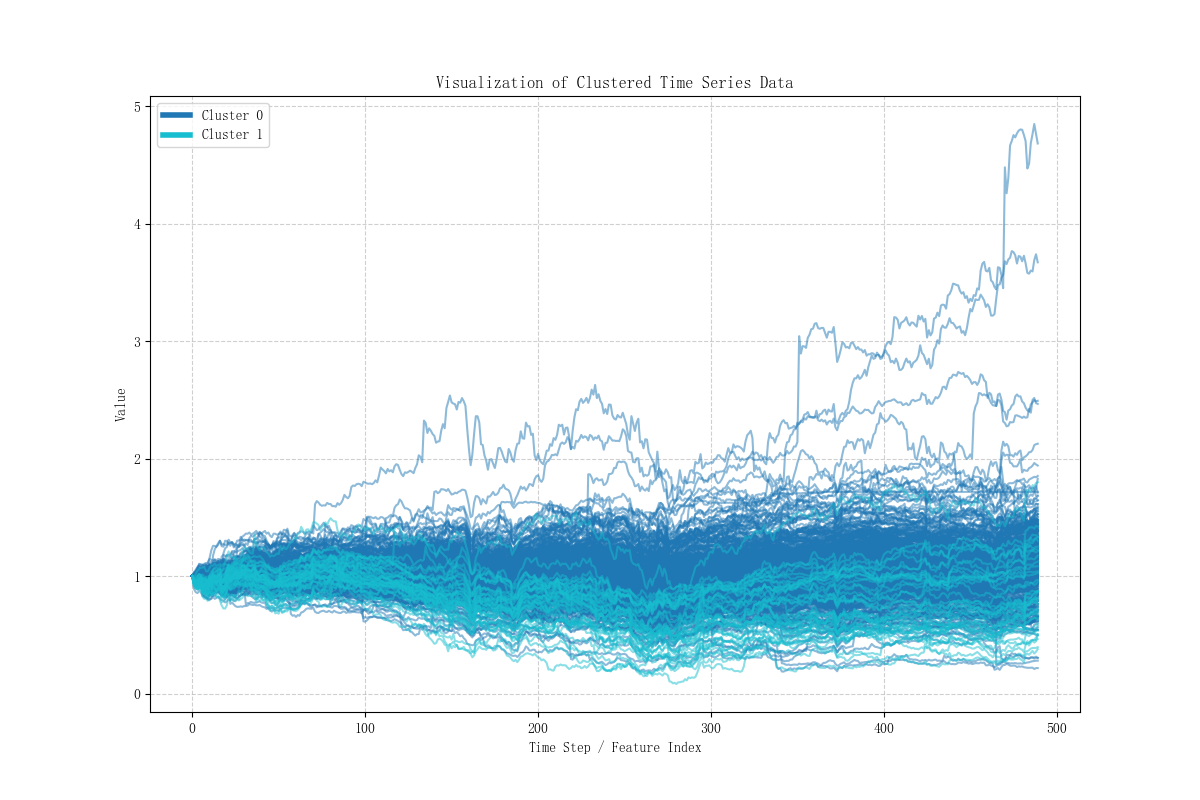 Visualization of Clustered Time Series Data
Cluster 0
Cluster 1
5
4
3
2
1
0
Value
0 100 200 300 400 500
Time Step / Feature Index